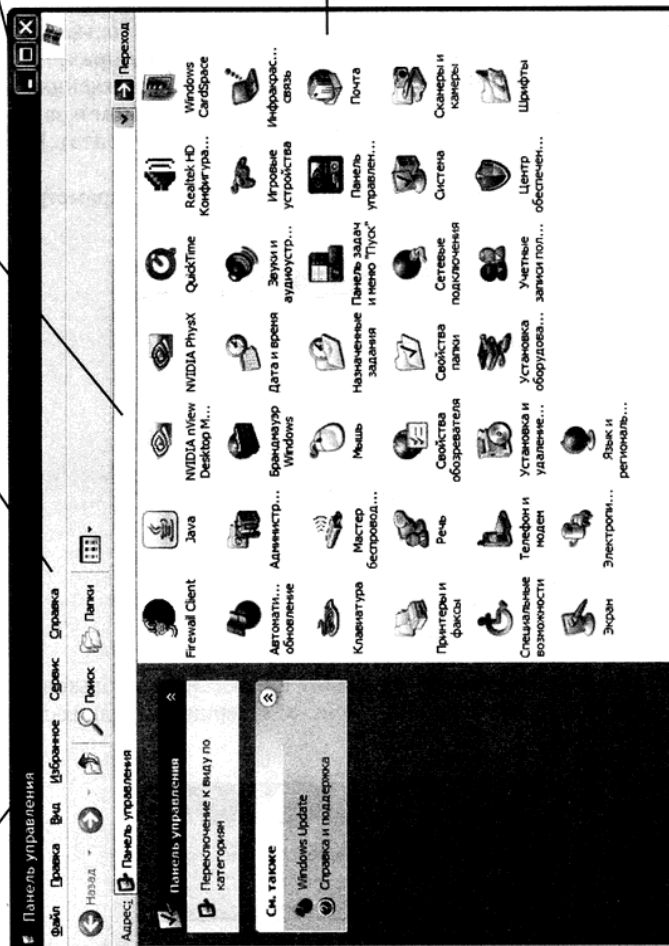 Панель управления
Файл Правка Вид Избранное Сервис Справка
Назад Поиск Папки
Адрес: Панель управления Переход
Панель управления
Переключение к виду по
категориям
См. также
Windows Update
Справка и поддержка
Firewall Client Java NVIDIA nView
Desktop M... NVIDIA PhysX QuickTime Realtek HD
Конфигура... Windows
CardSpace
Автомати...
обновление Администр... Брандмауэр
Windows Дата и время Звуки и
аудиоустр... Игровые
устройства Инфракрас...
связь
Клавиатура Мастер
беспровод... Мышь Назначенные
задания Панель задач
и меню "Пуск" Панель
управлен... Почта
Принтеры и
факсы Речь Свойства
обозревателя Свойства
папки Сетевые
подключения Система Сканеры и
камеры
Специальные
возможности Телефон и
модем Установка и
удаление... Установка
оборудова... Учетные
записи пол... Центр
обеспечен... Шрифты
Экран Электропи... Язык и
региональ...